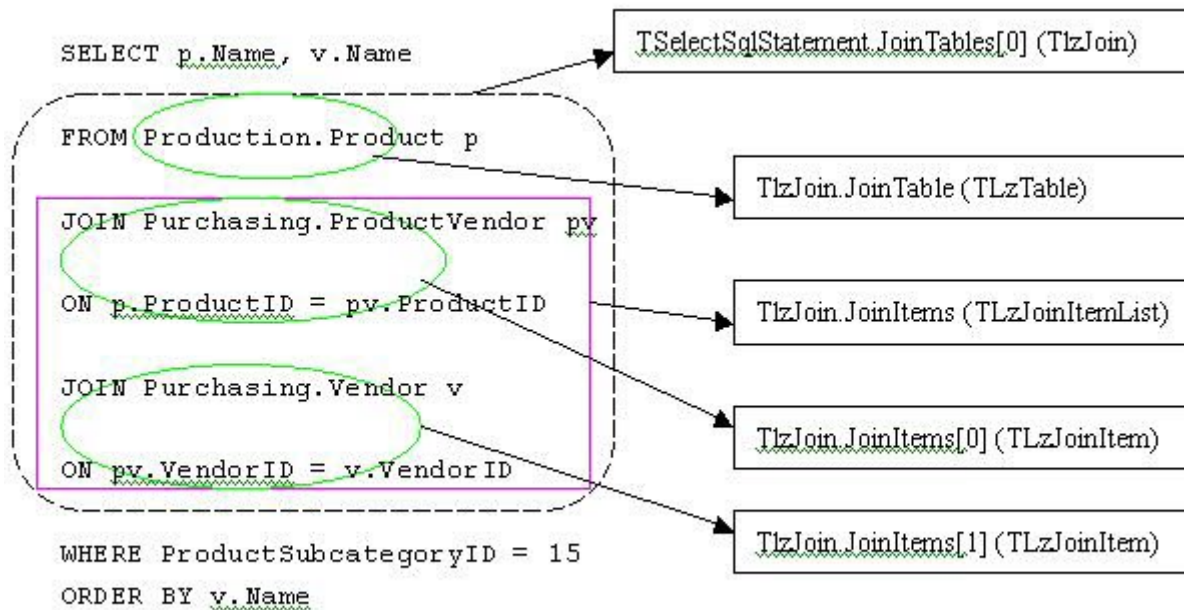 SELECT p.Name, v.Name
FROM Production.Product p
JOIN Purchasing.ProductVendor pv
ON p.ProductID = pv.ProductID
JOIN Purchasing.Vendor v
ON pv.VendorID = v.VendorID
WHERE ProductSubcategoryID = 15
ORDER BY v.Name
TSelectSqlStatement.JoinTables[0] (TlzJoin)
TlzJoin.JoinTable (TLzTable)
TlzJoin.JoinItems (TLzJoinItemList)
TlzJoin.JoinItems[0] (TLzJoinItem)
TlzJoin.JoinItems[1] (TLzJoinItem)